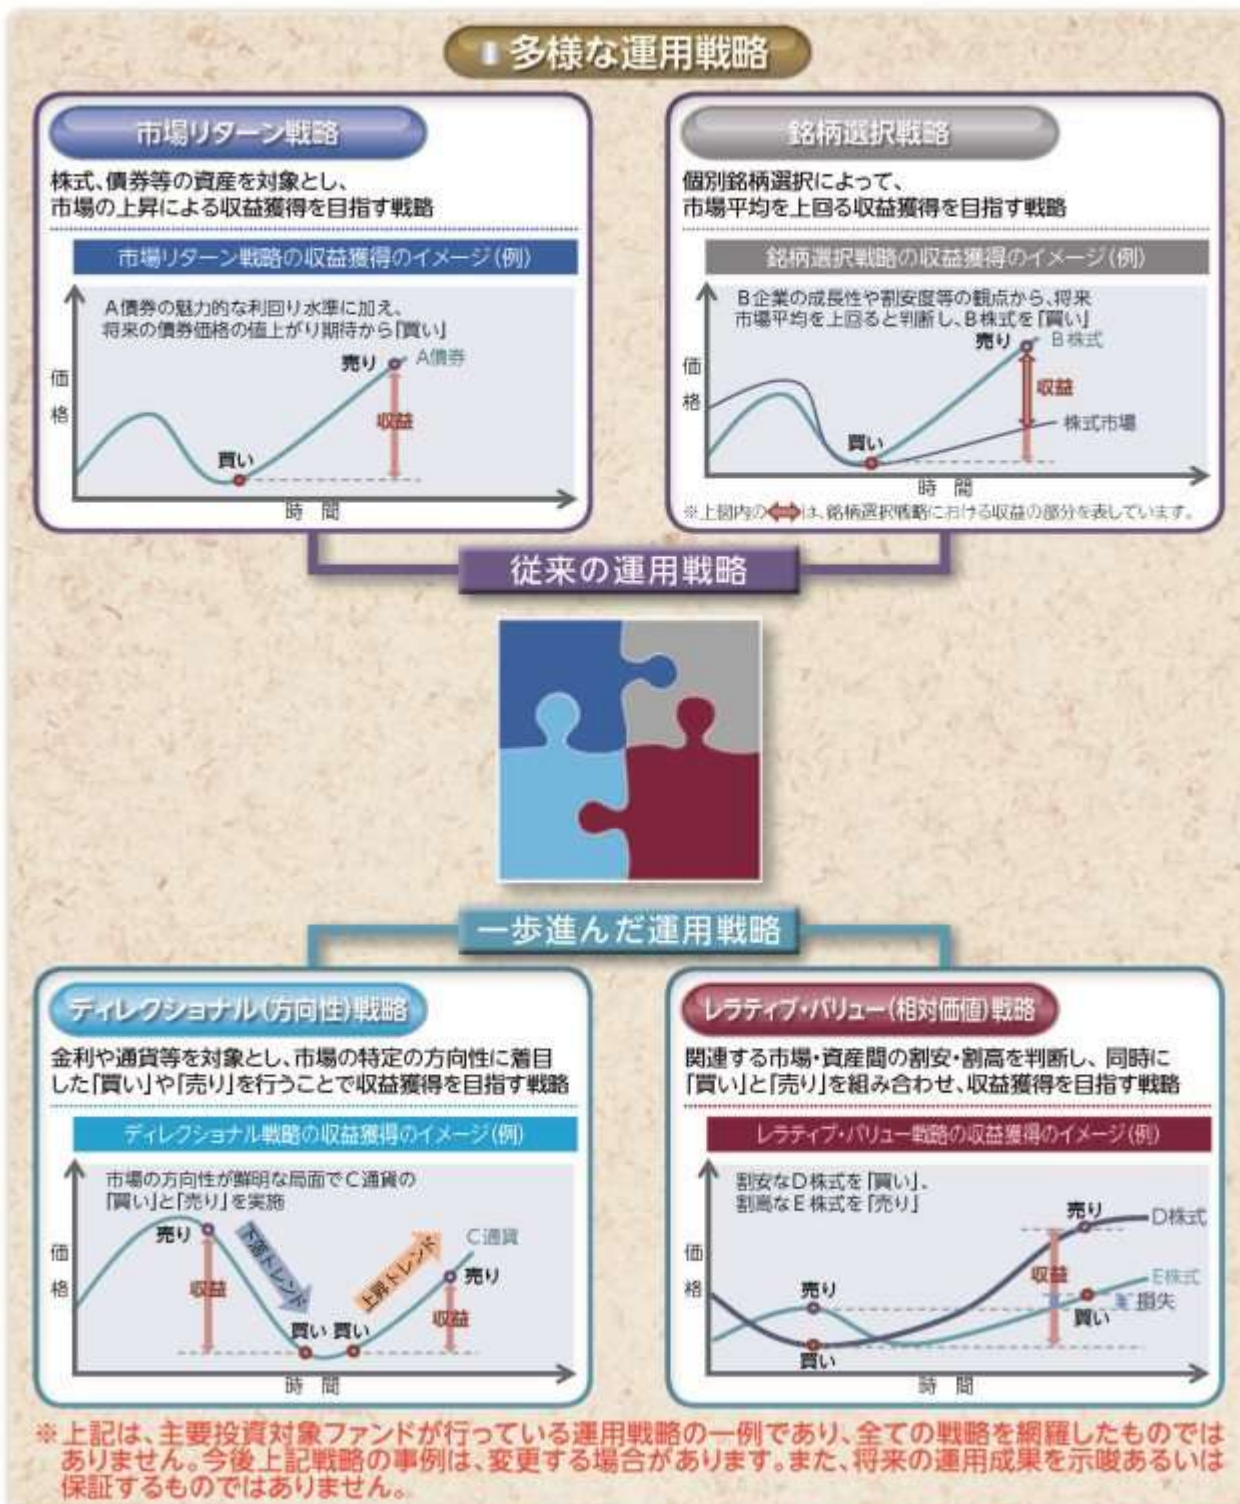 多様な運用戦略
市場リターン戦略
株式、債券等の資産を対象とし、
市場の上昇による収益獲得を目指す戦略
市場リターン戦略の収益獲得のイメージ(例)
A債券の魅力的な利回り水準に加え、
将来の債券価格の値上がり期待から「買い」
売り
A債券
価格
収益
買い
時間
銘柄選択戦略
個別銘柄選択によって、
市場平均を上回る収益獲得を目指す戦略
銘柄選択戦略の収益獲得のイメージ(例)
B企業の成長性や割安度等の観点から、将来
市場平均を上回ると判断し、B株式を「買い」
売り
B株式
価格
収益
株式市場
買い
時間
※上図内の⇔は、銘柄選択戦略における収益の部分を表しています。
従来の運用戦略
一歩進んだ運用戦略
ディレクショナル(方向性)戦略
金利や通貨等を対象とし、市場の特定の方向性に着目
した「買い」や「売り」を行うことで収益獲得を目指す戦略
ディレクショナル戦略の収益獲得のイメージ(例)
市場の方向性が鮮明な局面でC通貨の
「買い」と「売り」を実施
売り
下落トレンド
上昇トレンド
C通貨
価格
収益
売り
買い
買い
収益
時間
レラティブ・バリュー(相対価値)戦略
関連する市場・資産間の割安・割高を判断し、同時に
「買い」と「売り」を組み合わせ、収益獲得を目指す戦略
レラティブ・バリュー戦略の収益獲得のイメージ(例)
割安なD株式を「買い」、
割高なE株式を「売り」
売り
D株式
価格
収益
E株式
売り
損失
買い
買い
時間
※上記は、主要投資対象ファンドが行っている運用戦略の一例であり、全ての戦略を網羅したものでは
ありません。今後上記戦略の事例は、変更する場合があります。また、将来の運用成果を示唆あるいは
保証するものではありません。